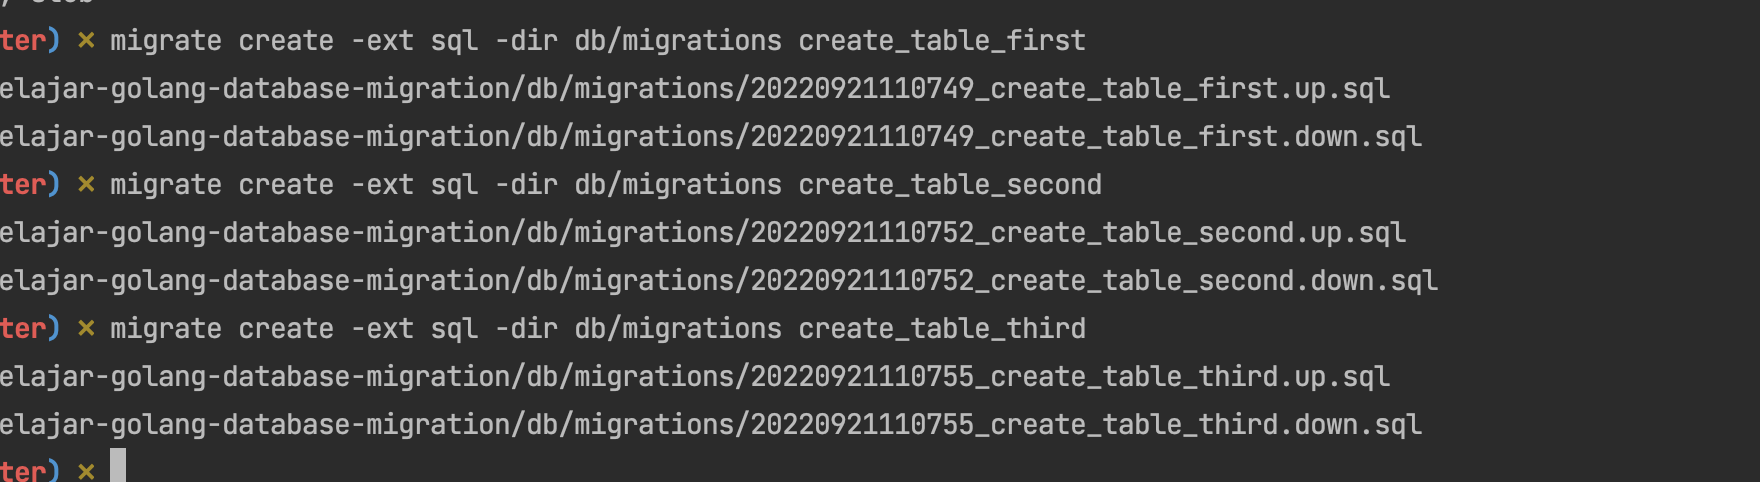 ter) × migrate create -ext sql -dir db/migrations create_table_first
elajar-golang-database-migration/db/migrations/20220921110749_create_table_first.up.sql
elajar-golang-database-migration/db/migrations/20220921110749_create_table_first.down.sql
ter) × migrate create -ext sql -dir db/migrations create_table_second
elajar-golang-database-migration/db/migrations/20220921110752_create_table_second.up.sql
elajar-golang-database-migration/db/migrations/20220921110752_create_table_second.down.sql
ter) × migrate create -ext sql -dir db/migrations create_table_third
elajar-golang-database-migration/db/migrations/20220921110755_create_table_third.up.sql
elajar-golang-database-migration/db/migrations/20220921110755_create_table_third.down.sql
ter) ×